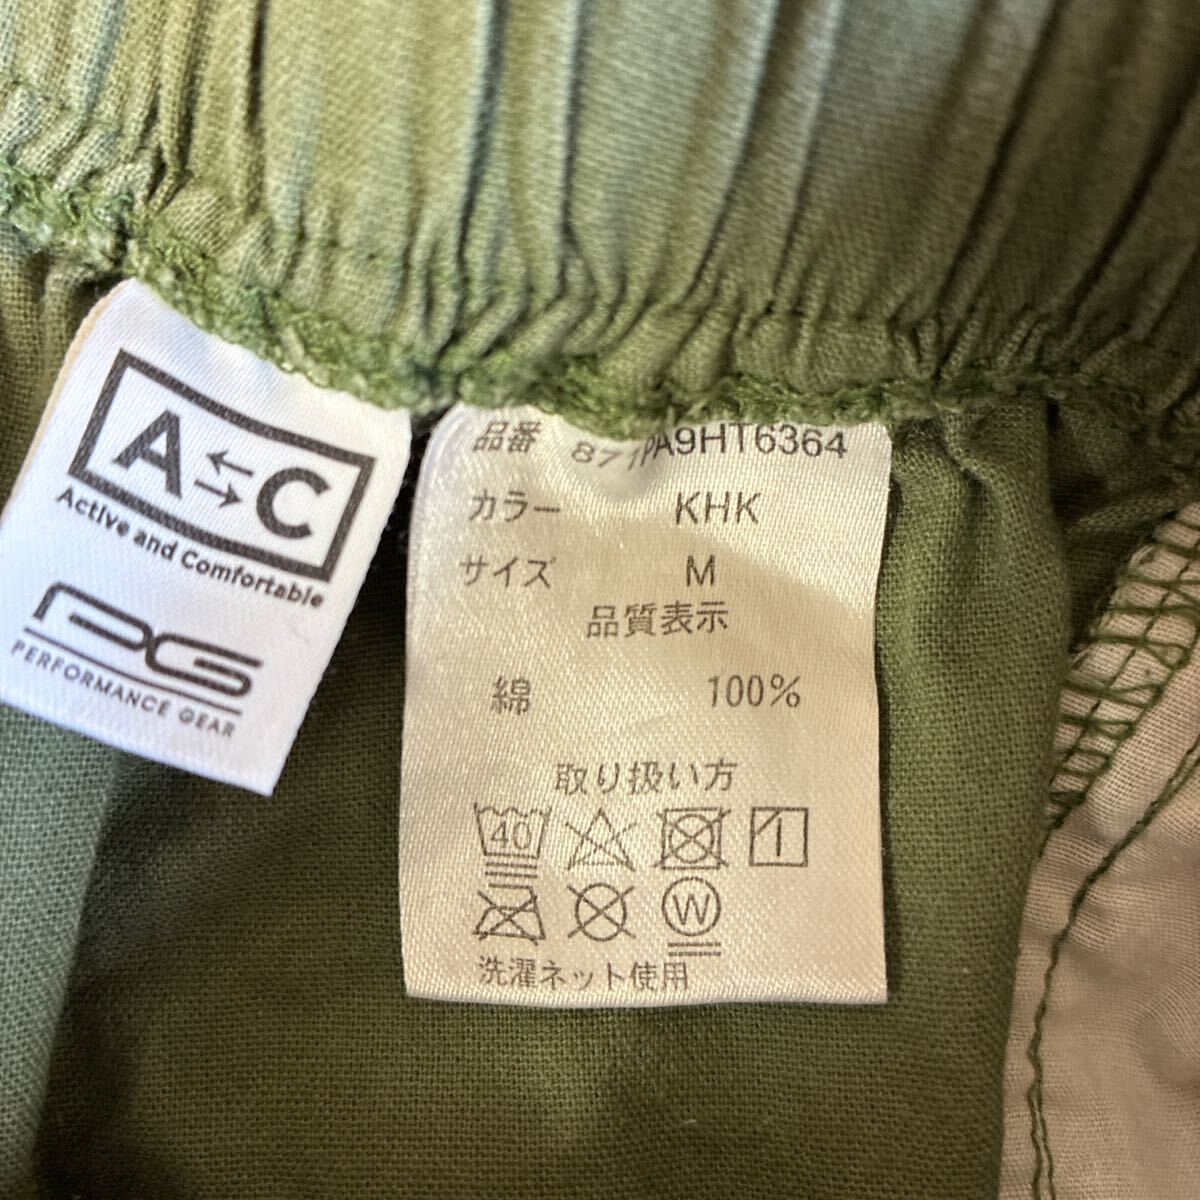 A⇆C
Active and Comfortable
PG
PERFORMANCE GEAR
品番 871PA9HT6364
カラー KHK
サイズ M
品質表示
綿 100%
取り扱い方
40
W
洗濯ネット使用